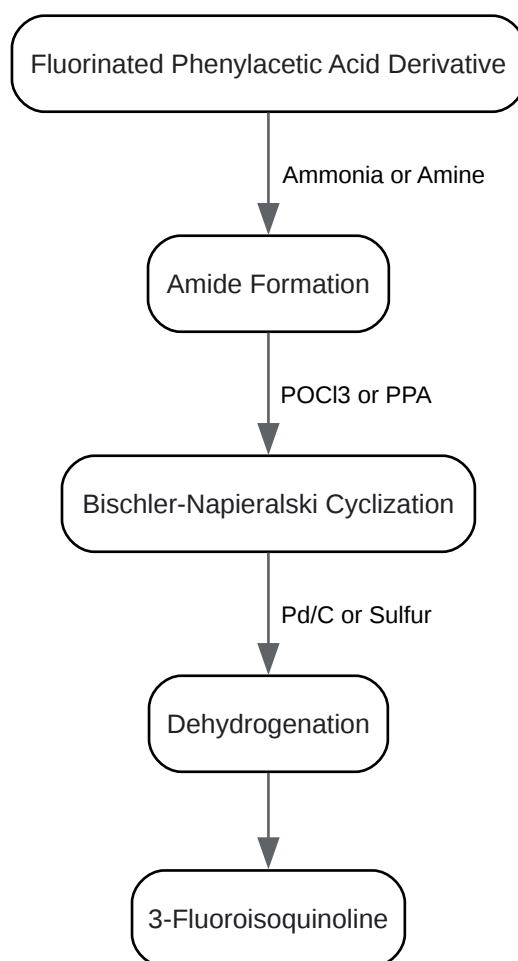 Fluorinated Phenylacetic Acid Derivative
Ammonia or Amine
Amide Formation
POCl3 or PPA
Bischler-Napieralski Cyclization
Pd/C or Sulfur
Dehydrogenation
3-Fluoroisoquinoline